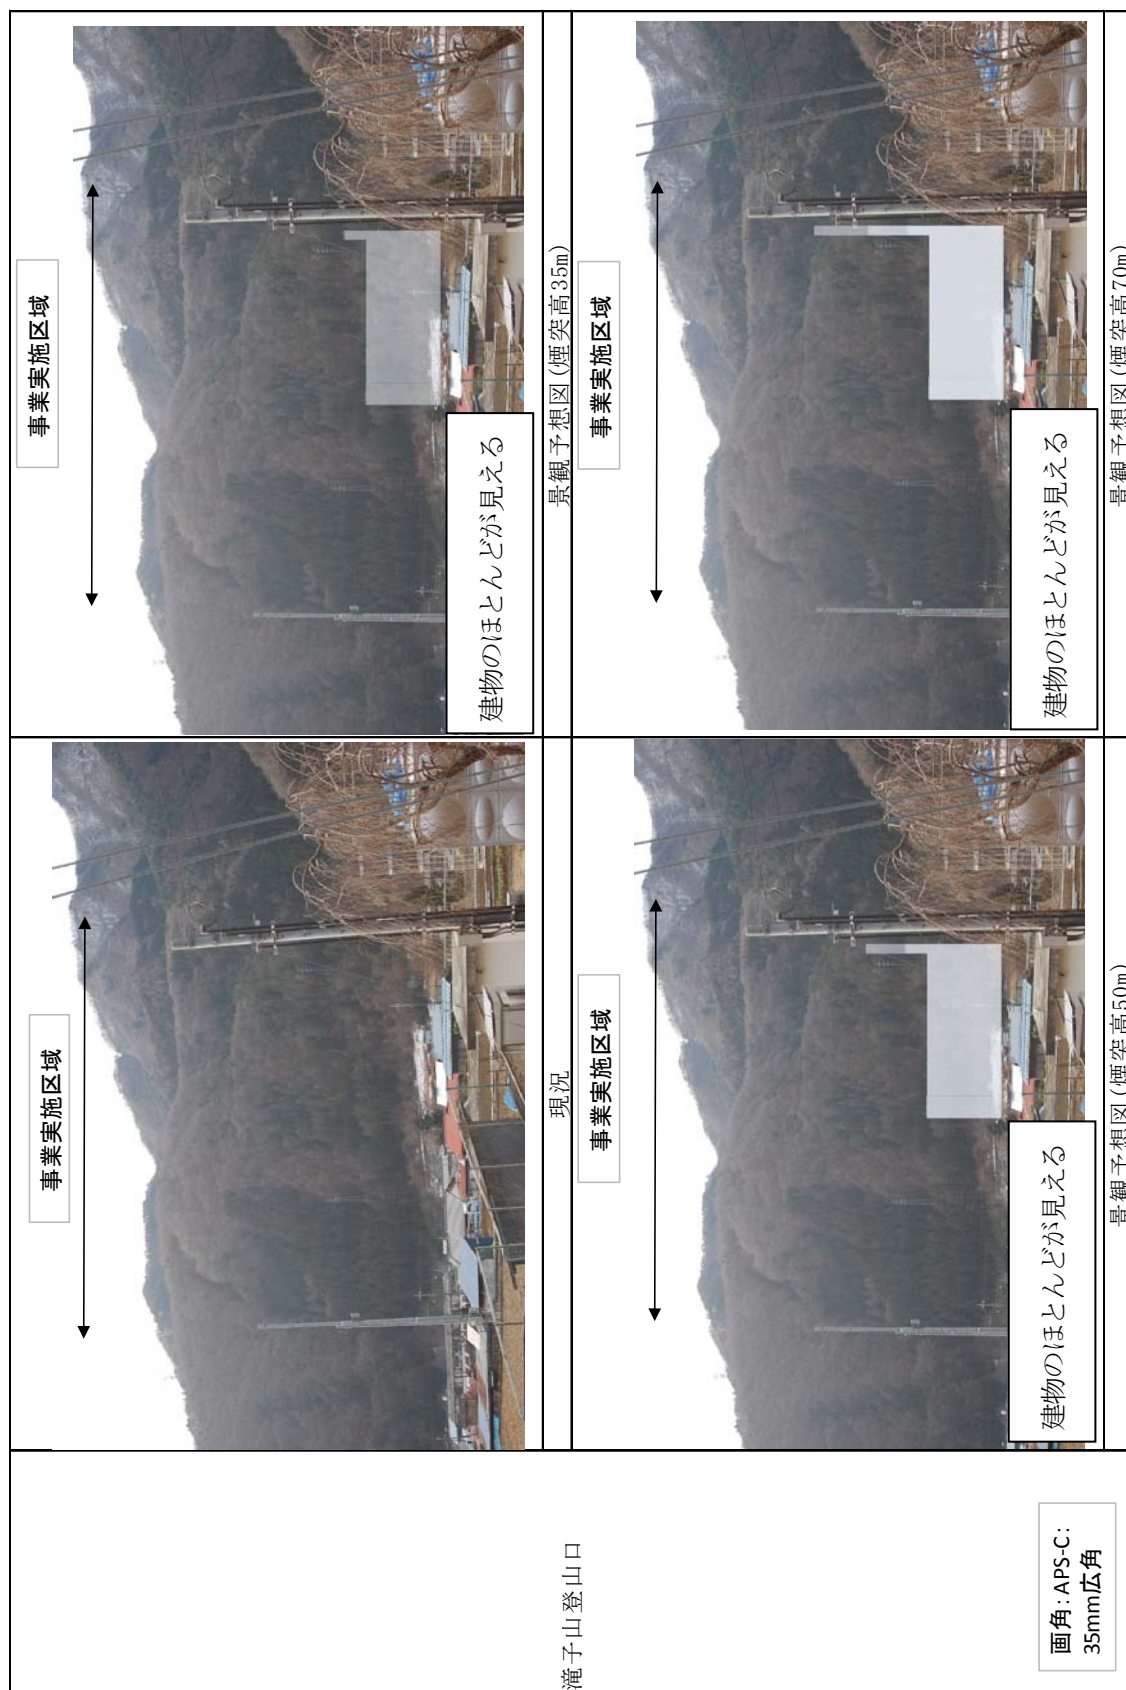 滝子山登山口
画角：APS-C：
35mm広角
事業実施区域
現況
事業実施区域
建物のほとんどが見える
景観予想図（煙突高35m）
事業実施区域
建物のほとんどが見える
景観予想図（煙突高50m）
事業実施区域
建物のほとんどが見える
景観予想図（煙突高70m）